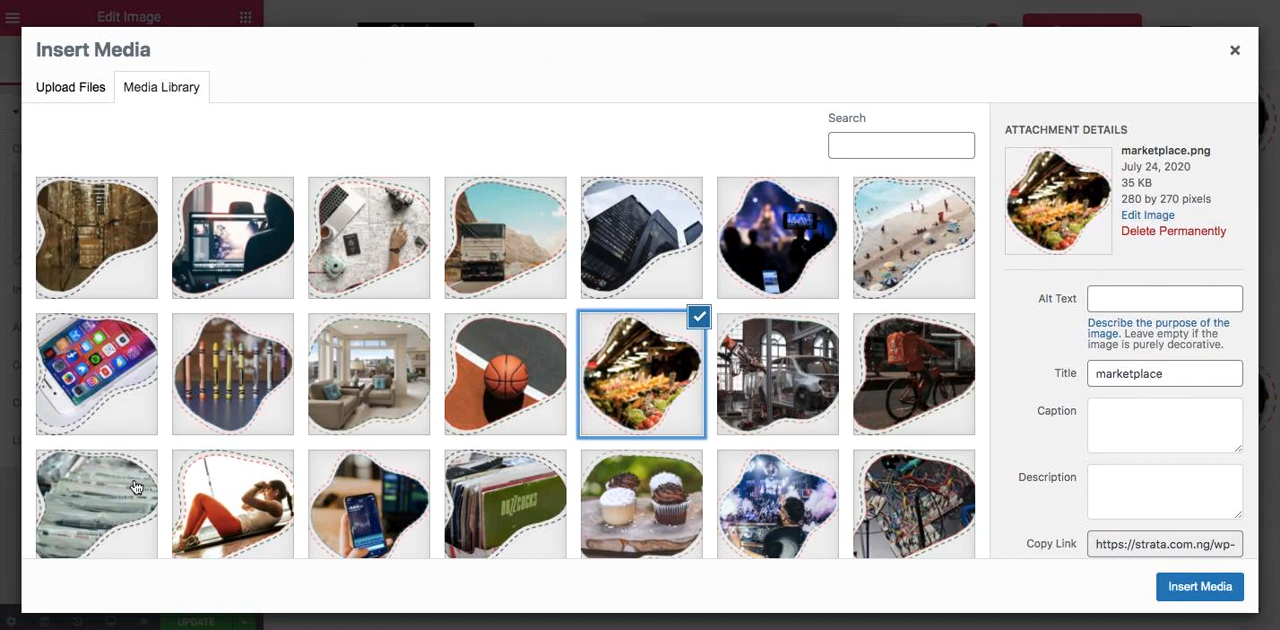 Edit Image
Insert Media
Upload Files
Media Library
Search
ATTACHMENT DETAILS
marketplace.png
July 24, 2020
35 KB
280 by 270 pixels
Edit Image
Delete Permanently
Alt Text
Describe the purpose of the
image. Leave empty if the
image is purely decorative.
Title
marketplace
Caption
Description
Copy Link
https://strata.com.ng/wp-
Insert Media
UPDATE